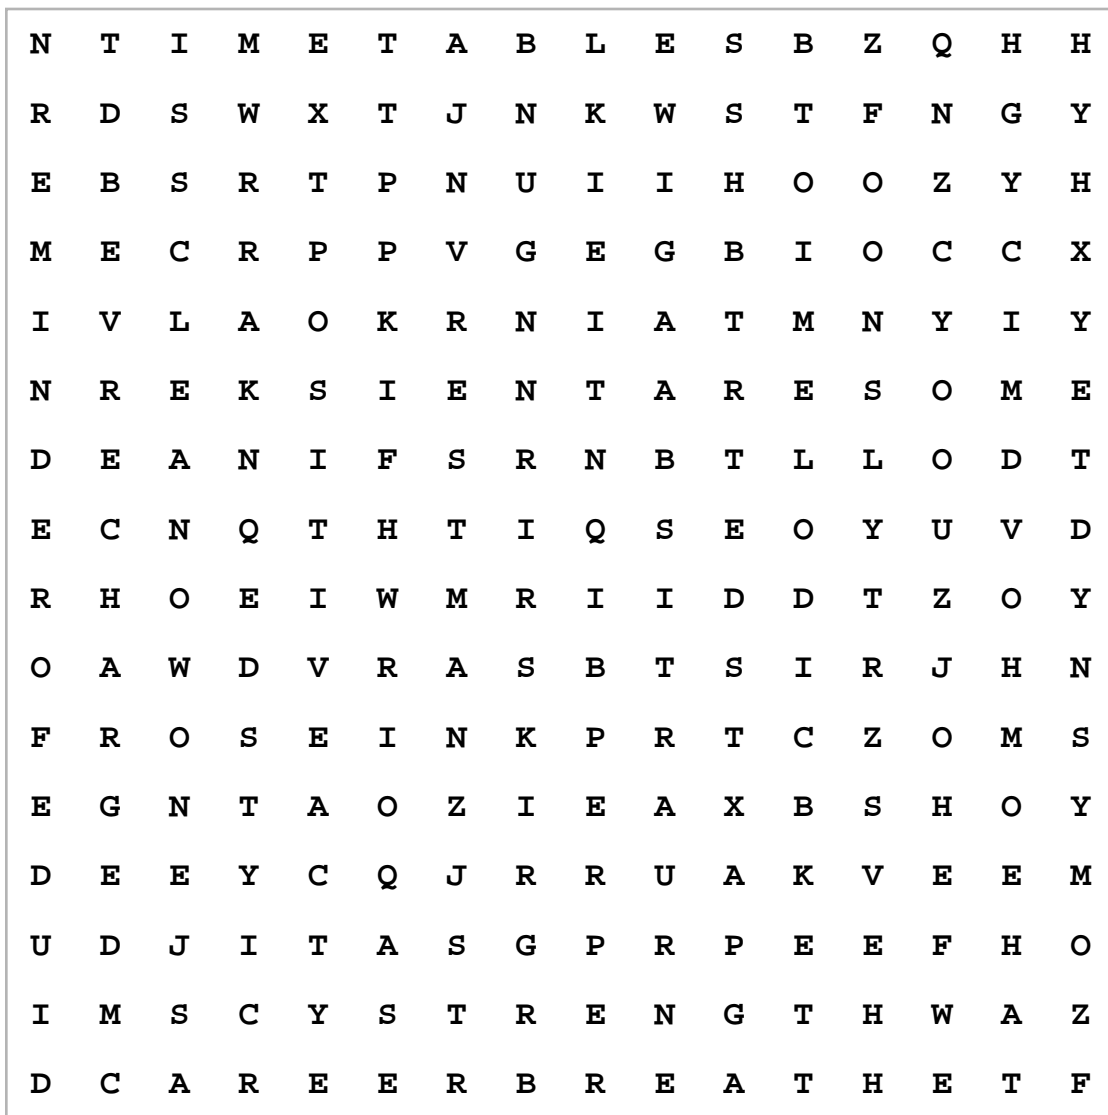 N T I M E T A B L E S B Z Q H H
R D S W X T J N K W S T F N G Y
E B S R T P N U I I H O O Z Y H
M E C R P P V G E G B I O C C X
I V L A O K R N I A T M N Y I Y
N R E K S I E N T A R E S O M E
D E A N I F S R N B T L L O D T
E C N Q T H T I Q S E O Y U V D
R H O E I W M R I I D D T Z O Y
O A W D V R A S B T S I R J H N
F R O S E I N K P R T C Z O M S
E G N T A O Z I E A X B S H O Y
D E E Y C Q J R R U A K V E E M
U D J I T A S G P R P E E F H O
I M S C Y S T R E N G T H W A Z
D C A R E E R B R E A T H E T F